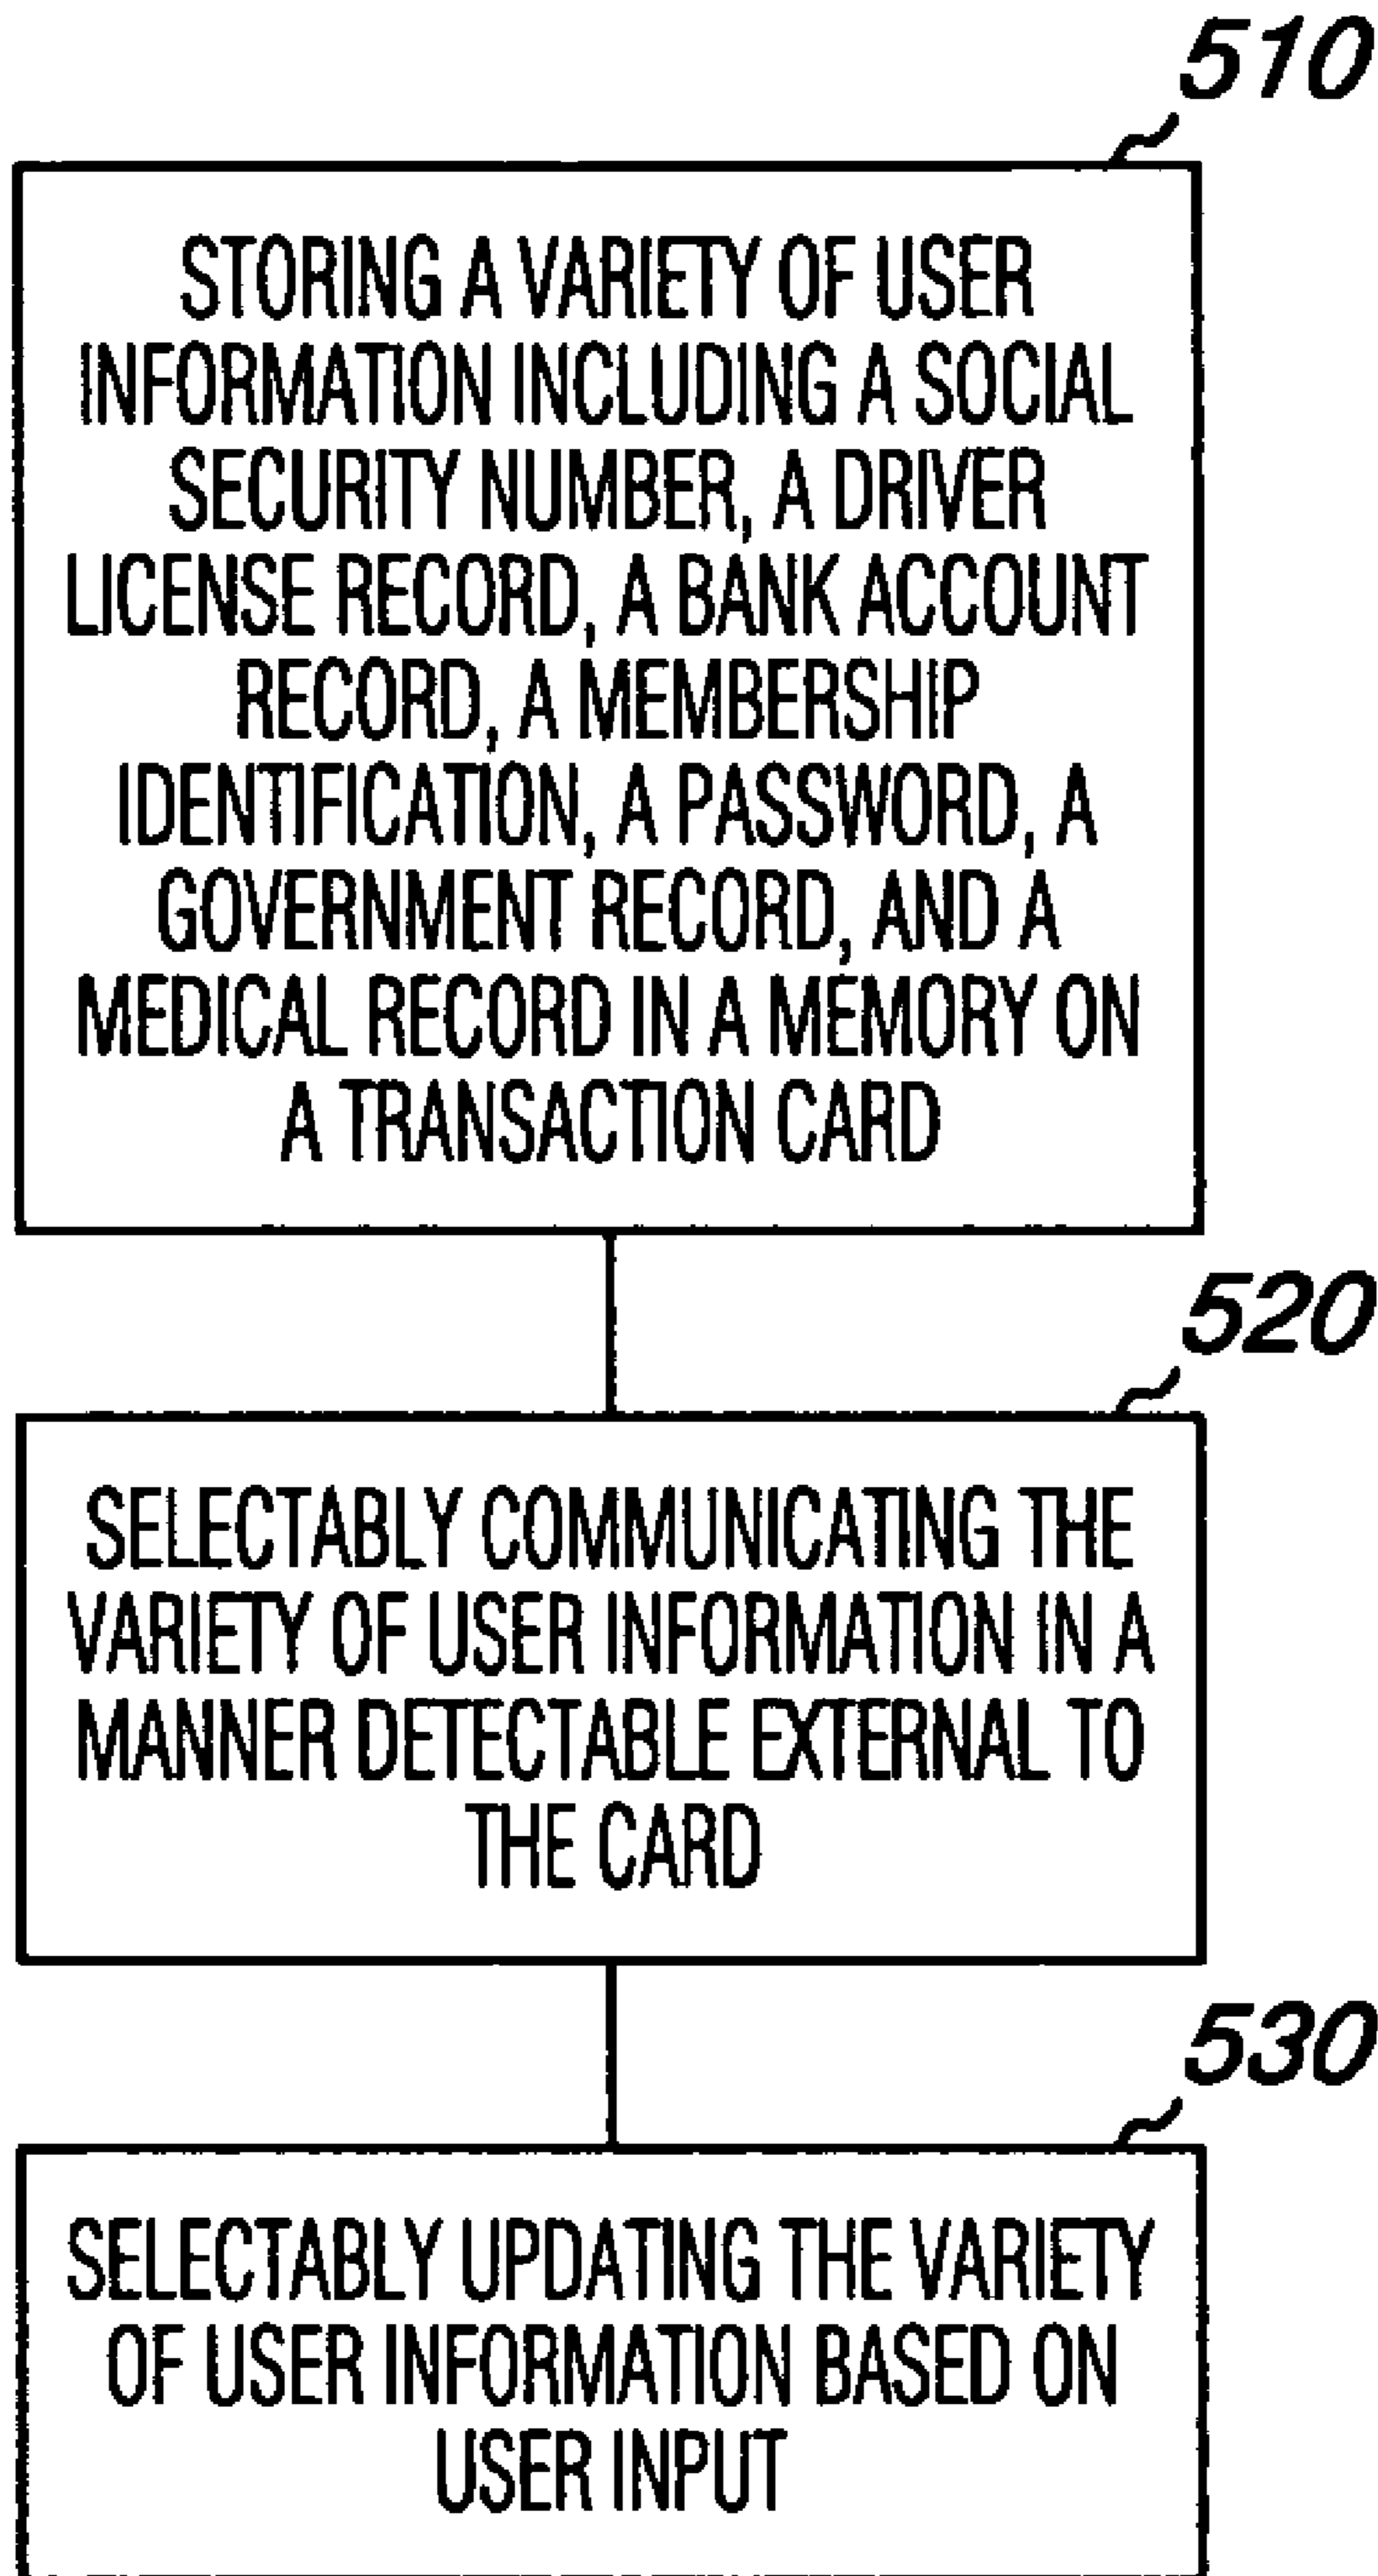 510
STORING A VARIETY OF USER
INFORMATION INCLUDING A SOCIAL
SECURITY NUMBER, A DRIVER
LICENSE RECORD, A BANK ACCOUNT
RECORD, A MEMBERSHIP
IDENTIFICATION, A PASSWORD, A
GOVERNMENT RECORD, AND A
MEDICAL RECORD IN A MEMORY ON
A TRANSACTION CARD
520
SELECTABLY COMMUNICATING THE
VARIETY OF USER INFORMATION IN A
MANNER DETECTABLE EXTERNAL TO
THE CARD
530
SELECTABLY UPDATING THE VARIETY
OF USER INFORMATION BASED ON
USER INPUT